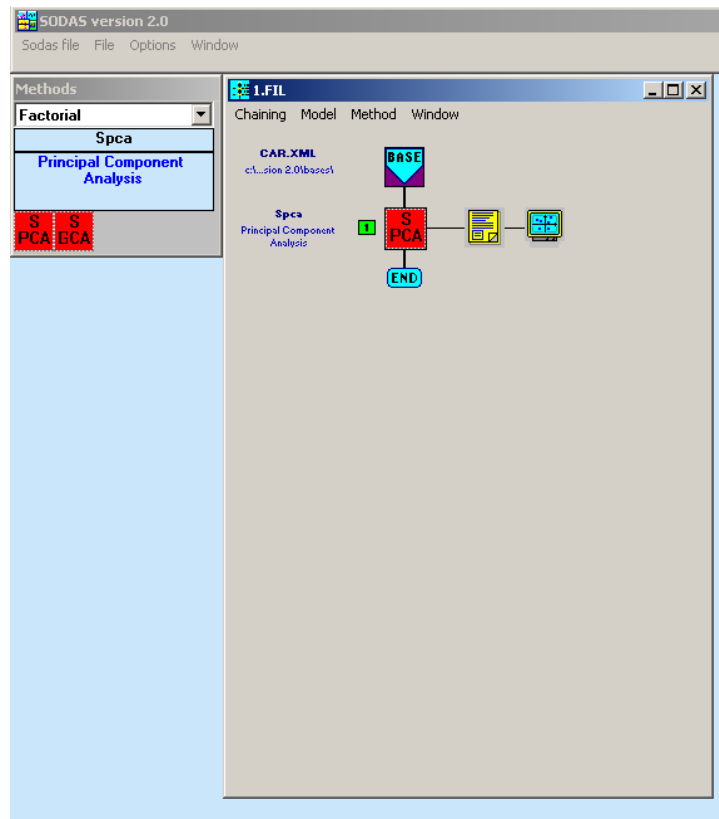 SODAS version 2.0
Sodas file File Options Window
Methods
Factorial
Spca
Principal Component
Analysis
S PCA S GCA
1.FIL
Chaining Model Method Window
CAR.XML
c:\...sion 2.0\bases\
BASE
Spca
Principal Component
Analysis
1
S
PCA
END